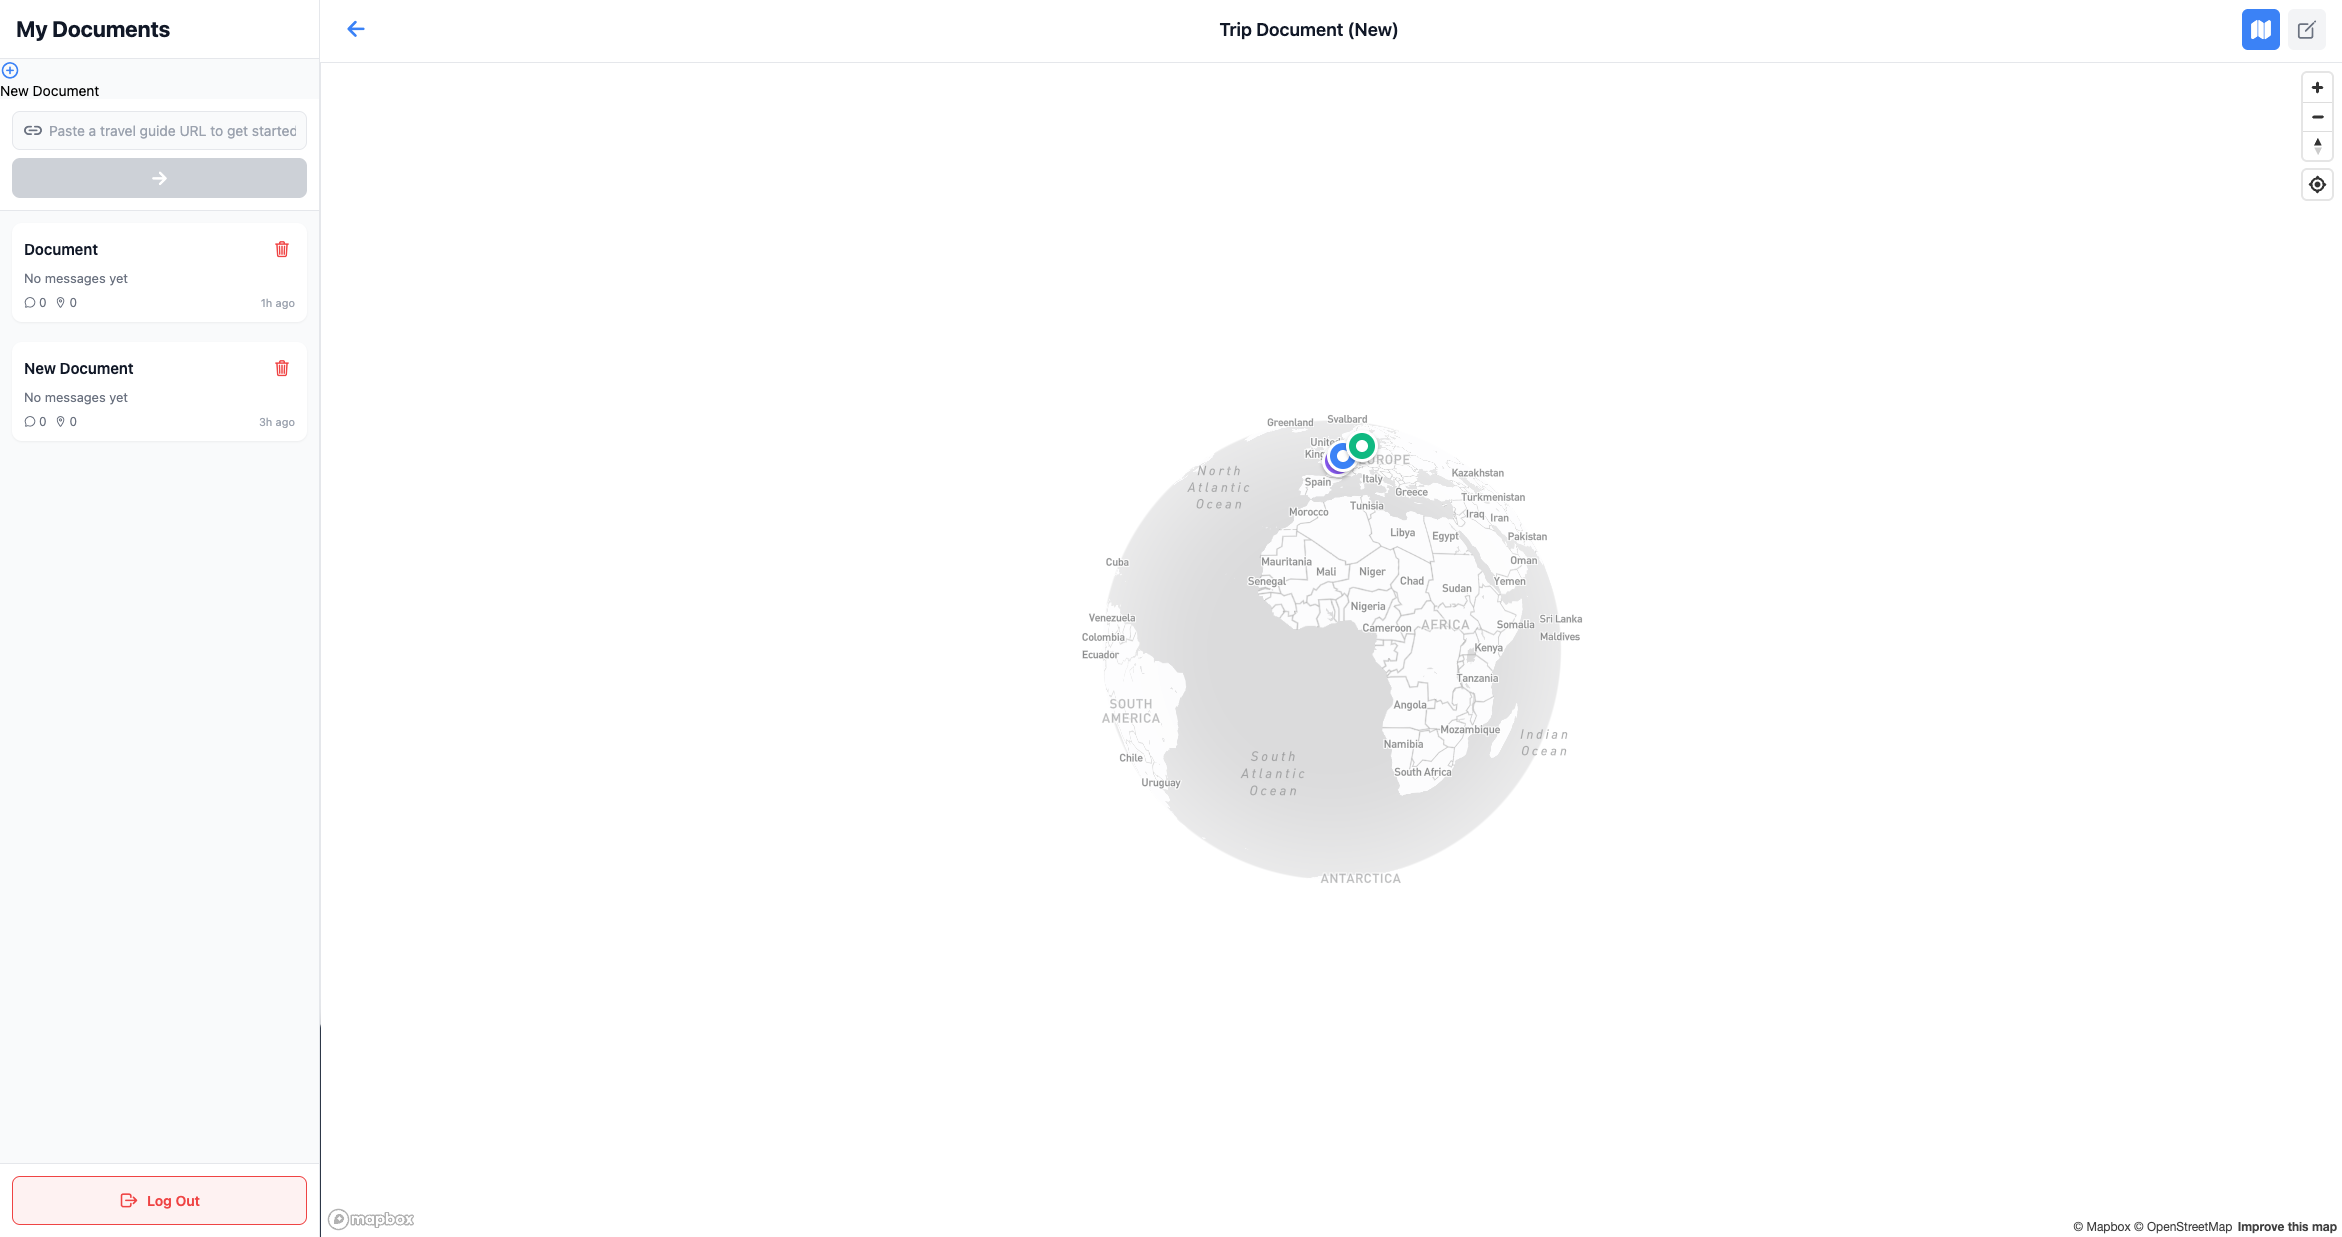 My Documents
New Document
Paste a travel guide URL to get started
Document
No messages yet
0 0 1h ago
New Document
No messages yet
0 0 3h ago
Log Out
Trip Document (New)
Greenland
Svalbard
EUROPE
Kazakhstan
Spain
Italy
Greece
Turkmenistan
North
Atlantic
Ocean
Morocco
Tunisia
Iraq
Iran
Libya
Egypt
Pakistan
Cuba
Mauritania
Mali
Niger
Chad
Sudan
Oman
Yemen
Senegal
Nigeria
Venezuela
Colombia
Ecuador
Cameroon
AFRICA
Somalia
Sri Lanka
Maldives
Kenya
Tanzania
SOUTH
AMERICA
Angola
Mozambique
Indian
Ocean
Namibia
South
Atlantic
Ocean
Chile
Uruguay
South Africa
ANTARCTICA
mapbox
© Mapbox © OpenStreetMap Improve this map